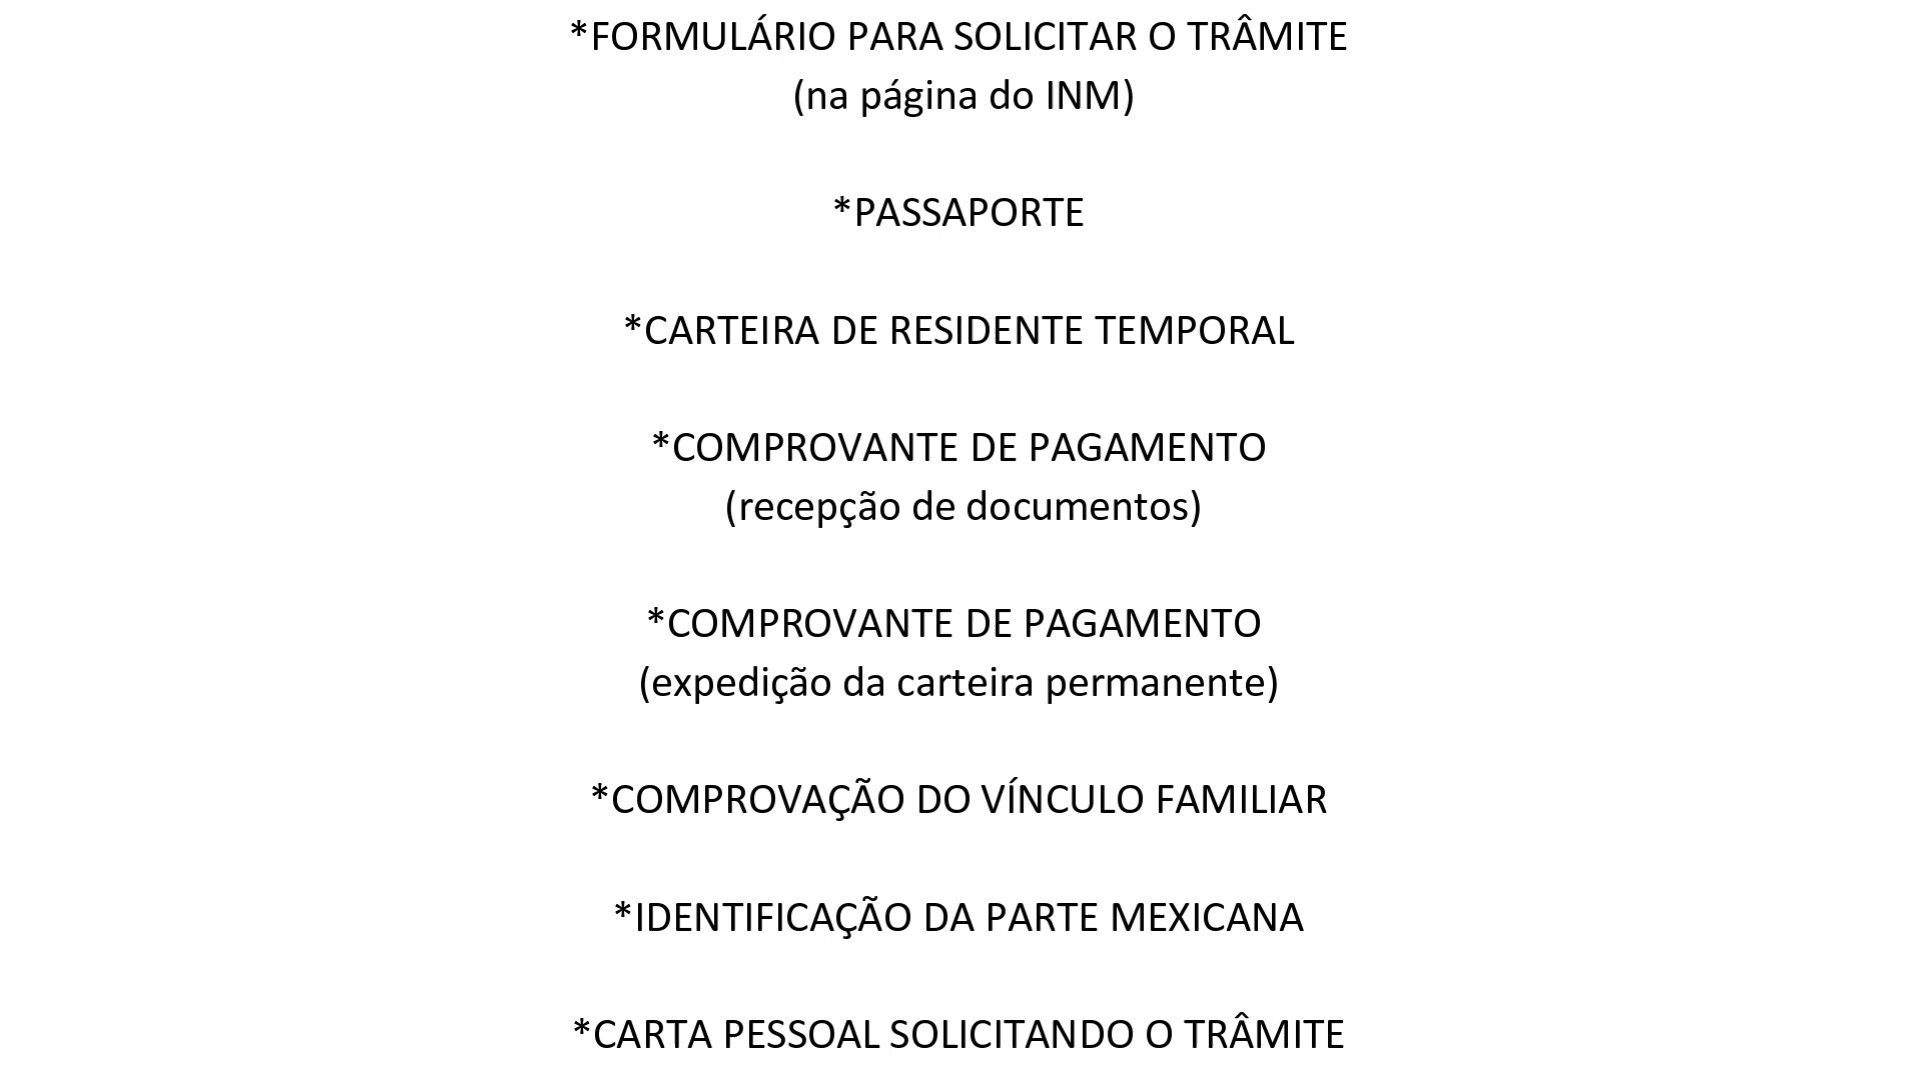 *FORMULÁRIO PARA SOLICITAR O TRÂMITE
(na página do INM)
*PASSAPORTE
*CARTEIRA DE RESIDENTE TEMPORAL
*COMPROVANTE DE PAGAMENTO
(recepção de documentos)
*COMPROVANTE DE PAGAMENTO
(expedição da carteira permanente)
*COMPROVAÇÃO DO VÍNCULO FAMILIAR
*IDENTIFICAÇÃO DA PARTE MEXICANA
*CARTA PESSOAL SOLICITANDO O TRÂMITE